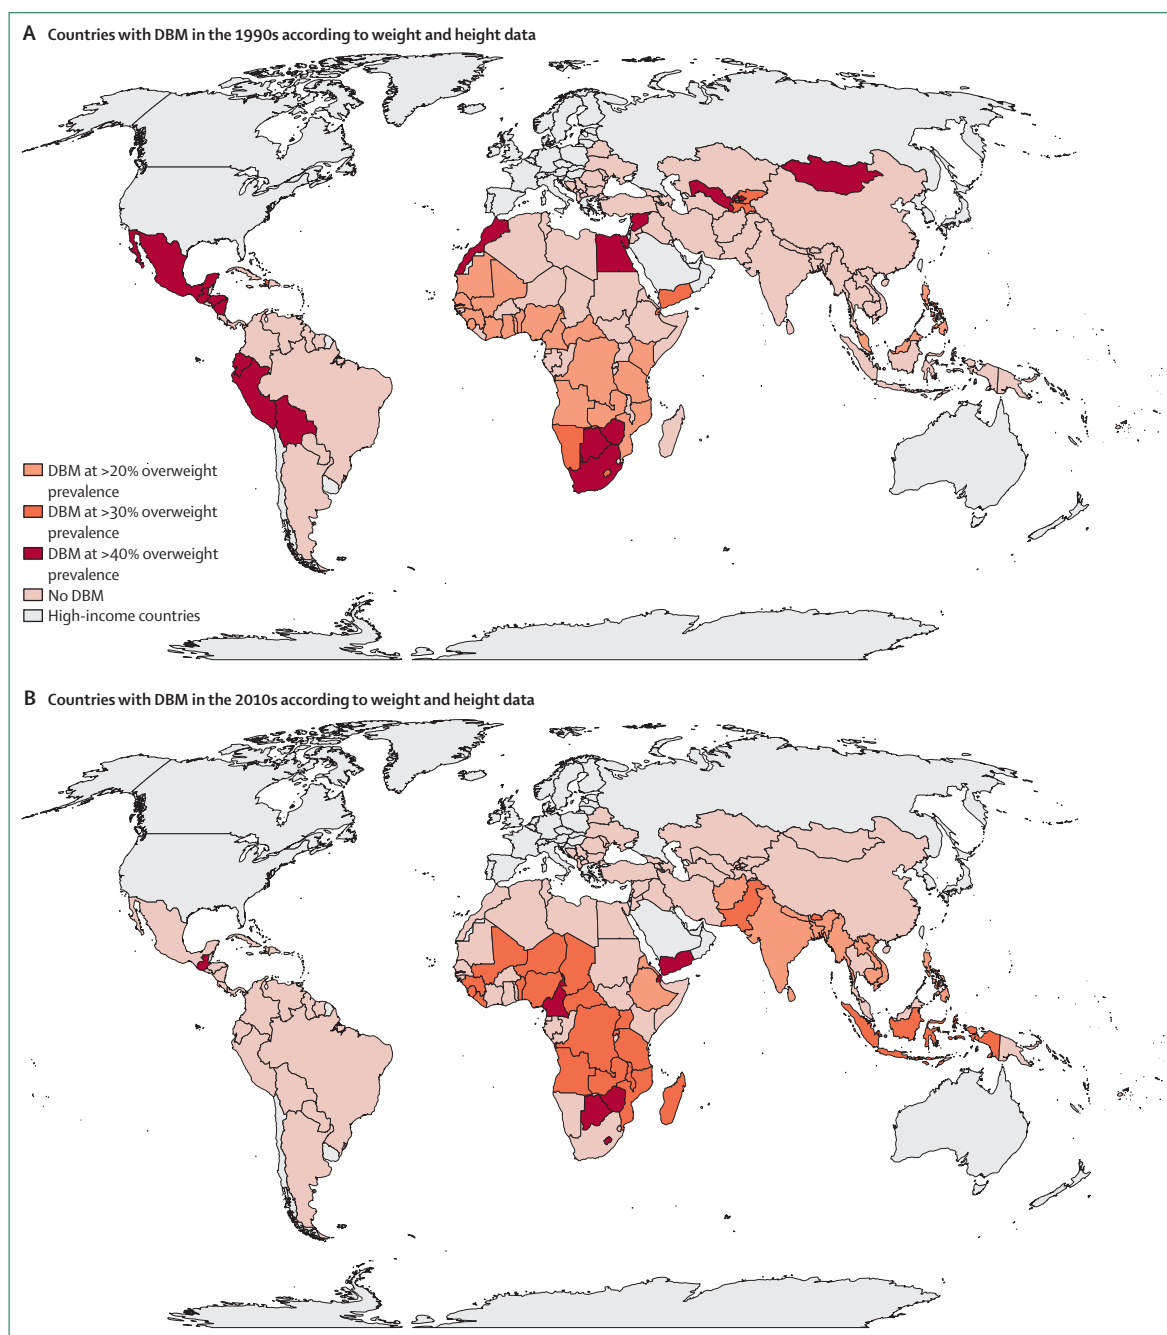 A Countries with DBM in the 1990s according to weight and height data
DBM at >20% overweight
prevalence
DBM at >30% overweight
prevalence
DBM at >40% overweight
prevalence
No DBM
High-income countries
B Countries with DBM in the 2010s according to weight and height data